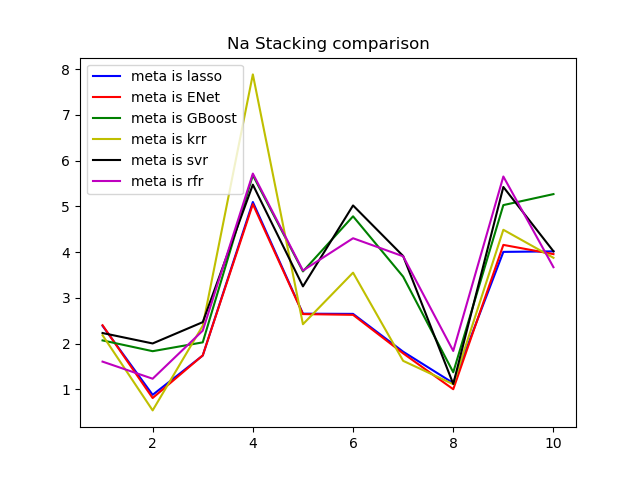 Na Stacking comparison
meta is lasso
meta is ENet
meta is GBoost
meta is krr
meta is svr
meta is rfr
8
7
6
5
4
3
2
1
2 4 6 8 10